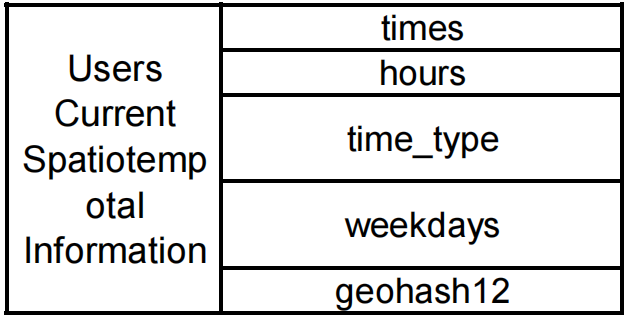 Users
Current
Spatiotemp
otal
Information
times
hours
time_type
weekdays
geohash12